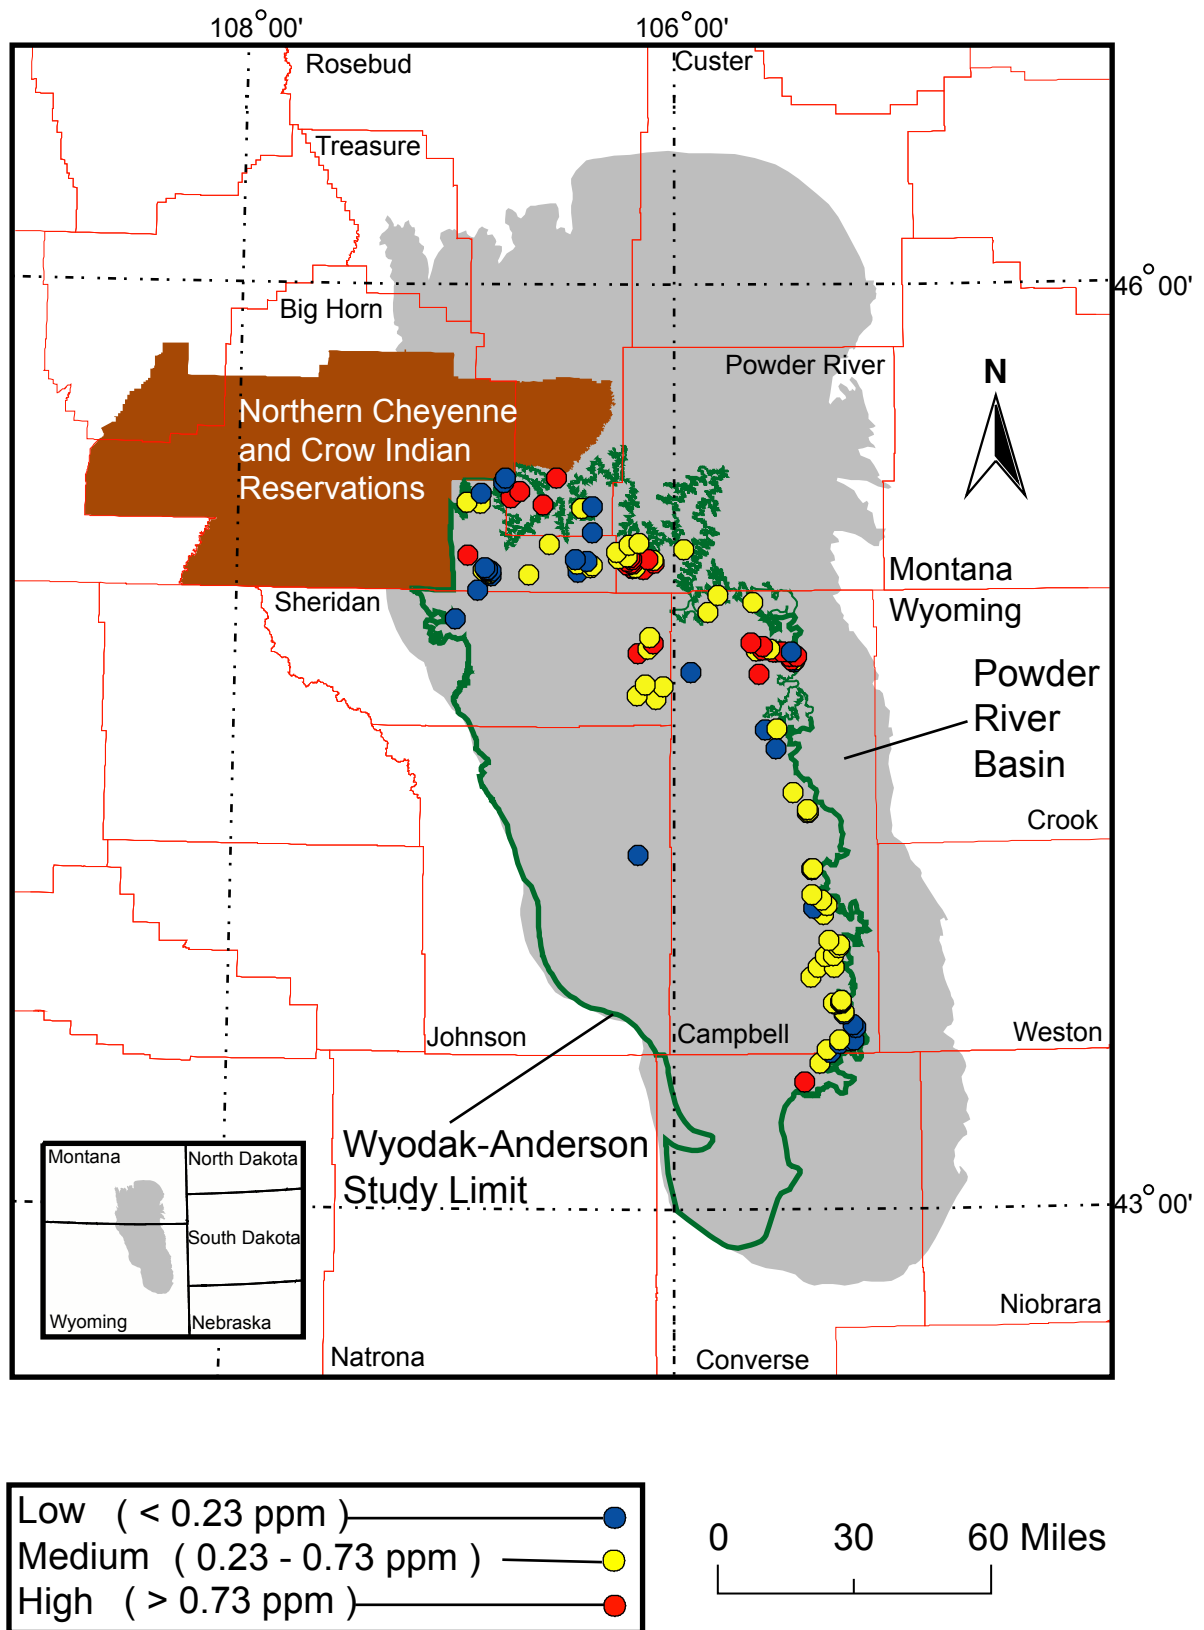 108°00'
106°00'
Rosebud
Custer
Treasure
46° 00'
Big Horn
Powder River
N
Northern Cheyenne
and Crow Indian
Reservations
Montana
Sheridan
Wyoming
Powder
River
Basin
Crook
Johnson
Campbell
Weston
Wyodak-Anderson
Study Limit
Montana
North Dakota
South Dakota
Wyoming
Nebraska
43° 00'
Niobrara
Natrona
Converse
Low ( < 0.23 ppm )
Medium ( 0.23 - 0.73 ppm )
High ( > 0.73 ppm )
0 30 60 Miles